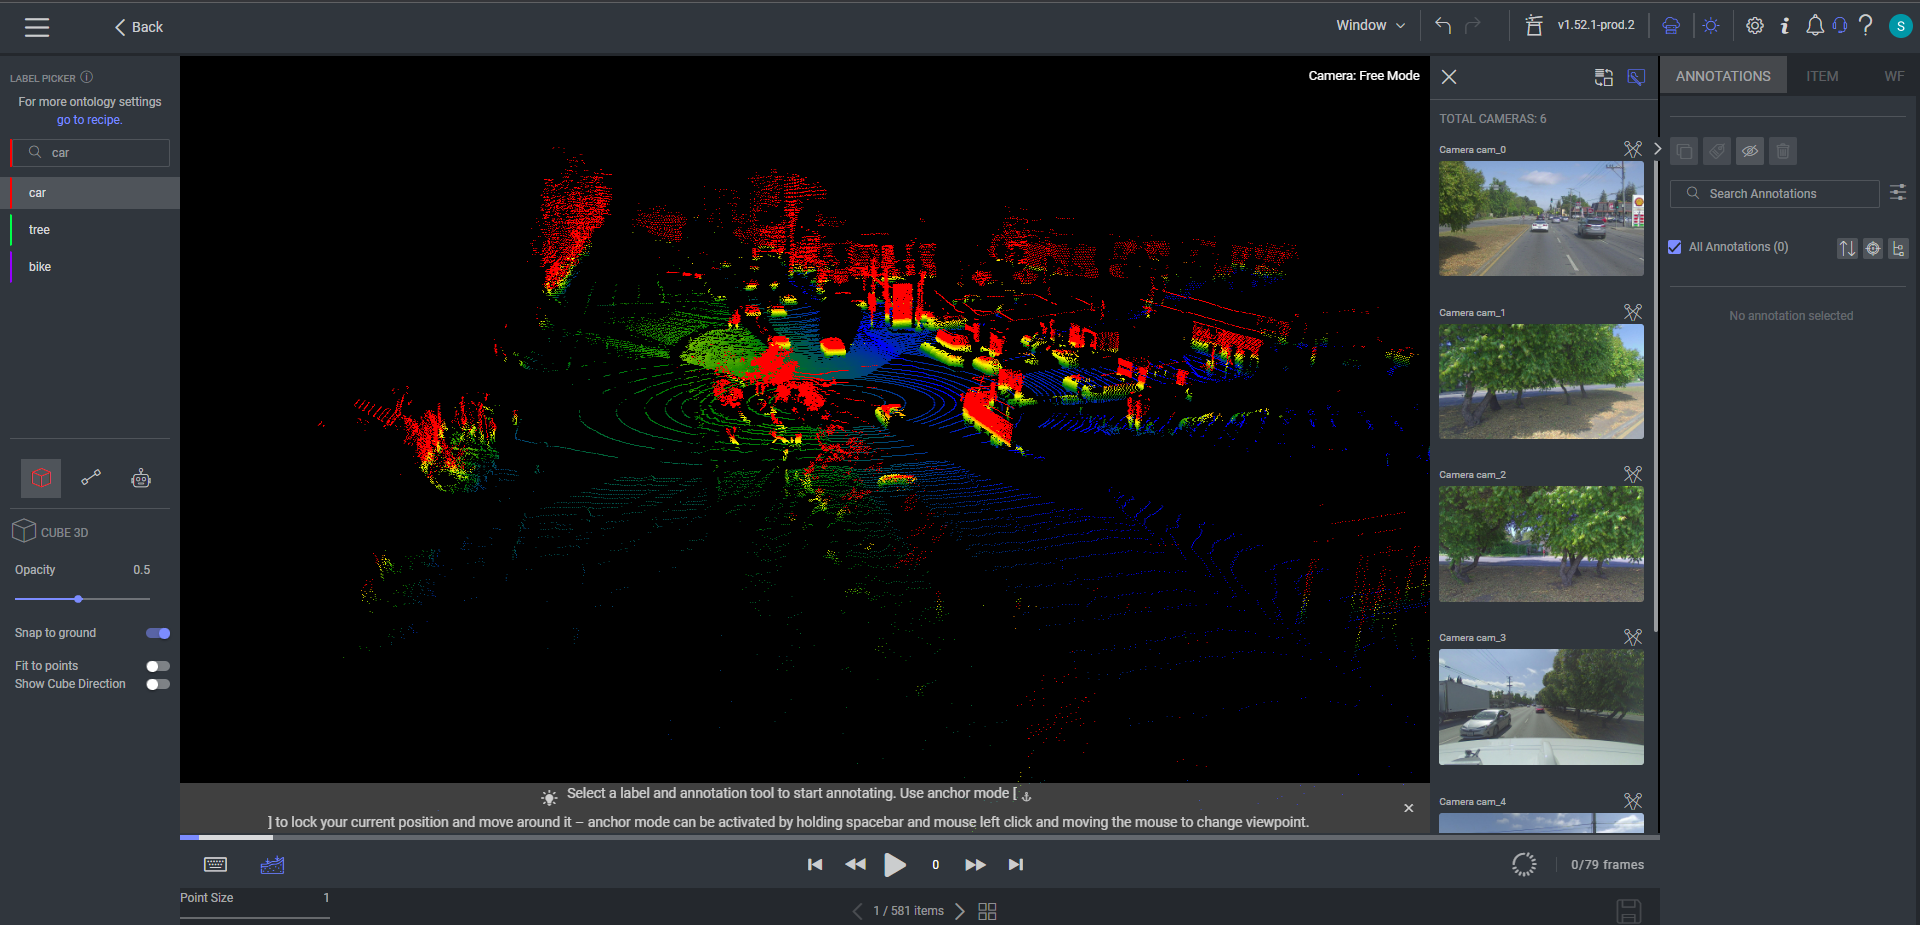 Back
Window
v1.52.1-prod.2
S
LABEL PICKER
For more ontology settings
go to recipe.
car
car
tree
bike
CUBE 3D
Opacity 0.5
Snap to ground
Fit to points
Show Cube Direction
Camera: Free Mode
Select a label and annotation tool to start annotating. Use anchor mode [
] to lock your current position and move around it – anchor mode can be activated by holding spacebar and mouse left click and moving the mouse to change viewpoint.
0
0/79 frames
Point Size 1
1 / 581 items
TOTAL CAMERAS: 6
Camera cam_0
Camera cam_1
Camera cam_2
Camera cam_3
Camera cam_4
ANNOTATIONS ITEM WF
Search Annotations
All Annotations (0)
No annotation selected